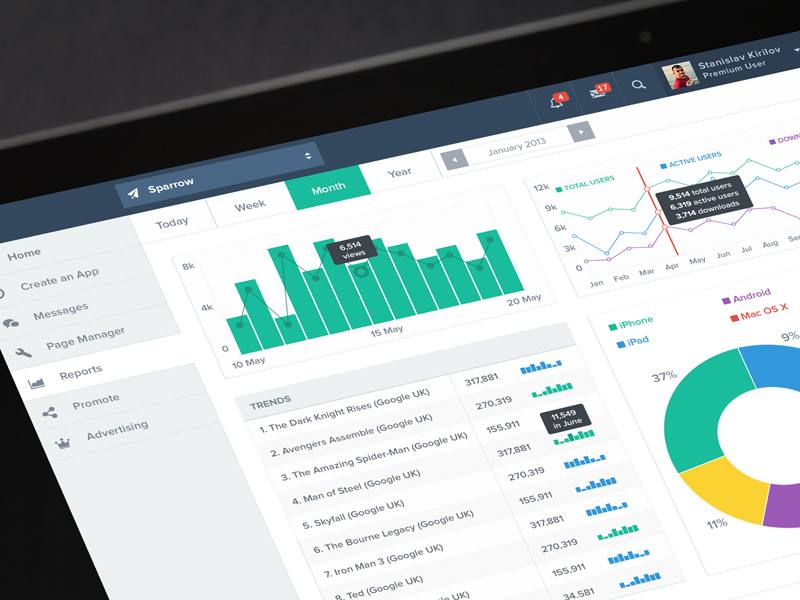 Stanislav Kirilov
Premium User
4
17
Sparrow
Today
Week
Month
Year
January 2013
Home
Create an App
Messages
Page Manager
Reports
Promote
Advertising
8k
4k
0
6,514
views
10 May
15 May
20 May
12k
9k
6k
3k
0
TOTAL USERS
ACTIVE USERS
9,514 total users
6,319 active users
3,714 downloads
Jan
Feb
Mar
Apr
May
Jun
Jul
Aug
TRENDS
1. The Dark Knight Rises (Google UK)
317,881
2. Avengers Assemble (Google UK)
270,319
3. The Amazing Spider-Man (Google UK)
155,911
11,549
in June
4. Man of Steel (Google UK)
317,881
5. Skyfall (Google UK)
270,319
6. The Bourne Legacy (Google UK)
155,911
7. Iron Man 3 (Google UK)
317,881
8. Ted (Google UK)
270,319
155,911
34,581
iPhone
Android
iPad
Mac OS X
37%
9%
11%